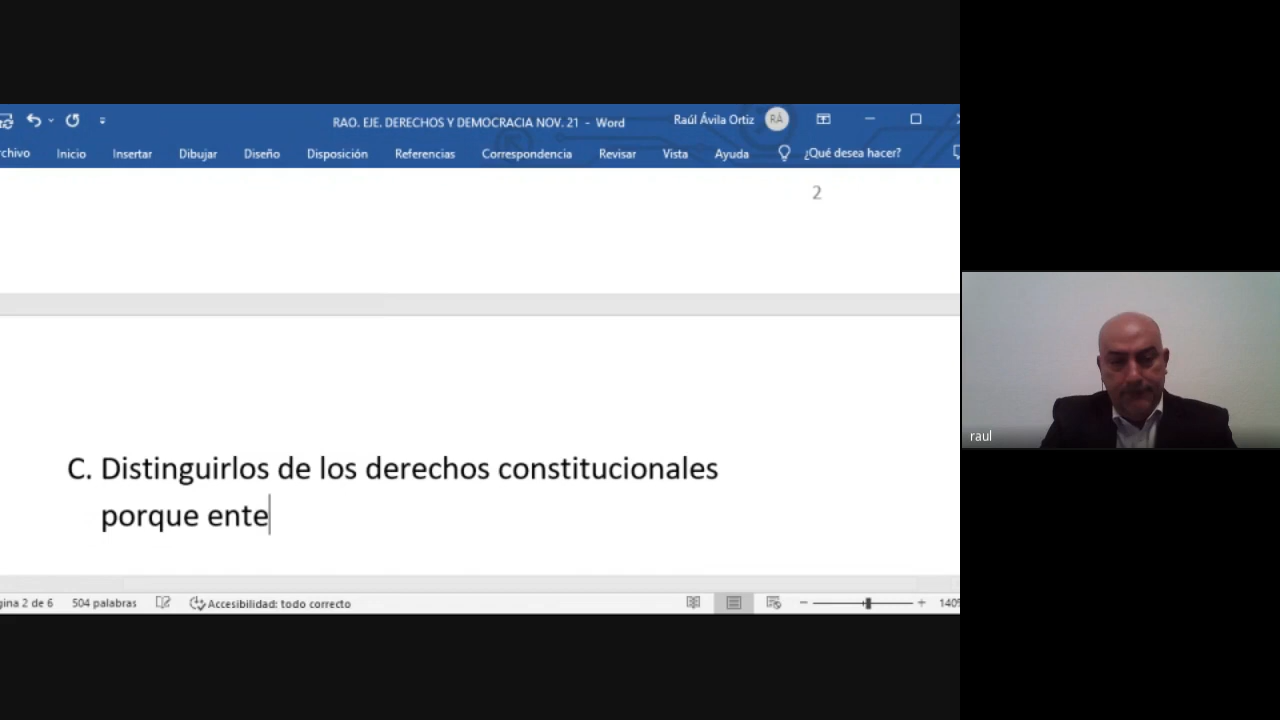 RAO. EJE. DERECHOS Y DEMOCRACIA NOV. 21 - Word
Raúl Ávila Ortiz
RÁ
rchivo Inicio Insertar Dibujar Diseño Disposición Referencias Correspondencia Revisar Vista Ayuda ¿Qué desea hacer?
2
C. Distinguirlos de los derechos constitucionales
porque ente
gina 2 de 6 504 palabras Accesibilidad: todo correcto 140
raul